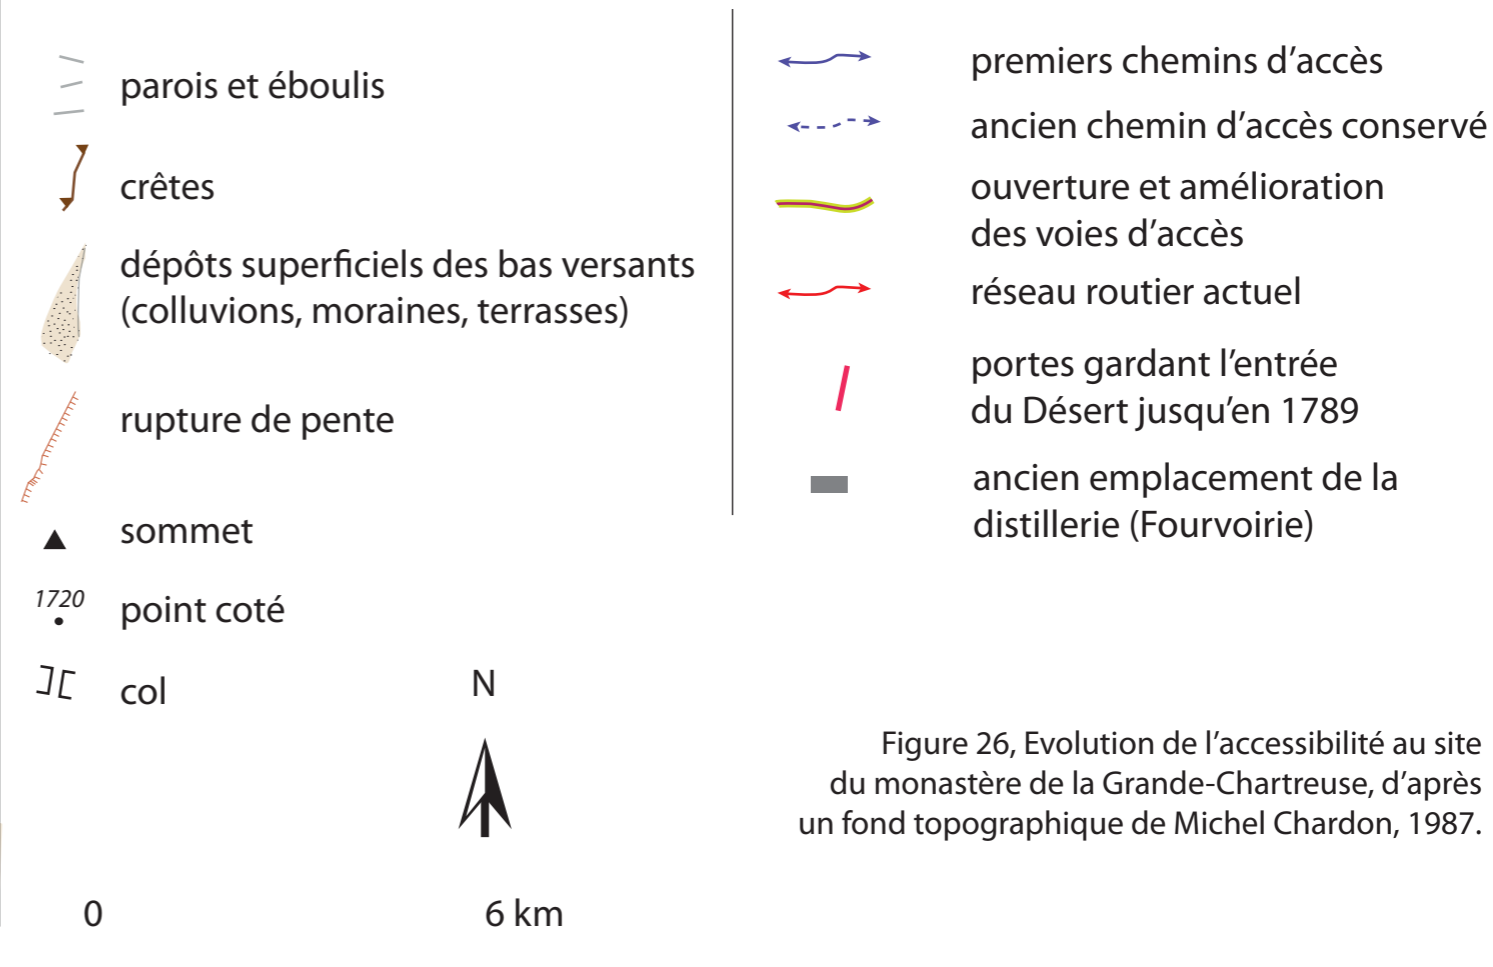 parois et éboulis
crêtes
dépôts superficiels des bas versants
(colluvions, moraines, terrasses)
rupture de pente
sommet
1720
point coté
col
N
0
6 km
premiers chemins d’accès
ancien chemin d’accès conservé
ouverture et amélioration
des voies d’accès
réseau routier actuel
portes gardant l’entrée
du Désert jusqu’en 1789
ancien emplacement de la
distillerie (Fourvoirie)
Figure 26, Evolution de l’accessibilité au site
du monastère de la Grande-Chartreuse, d’après
un fond topographique de Michel Chardon, 1987.